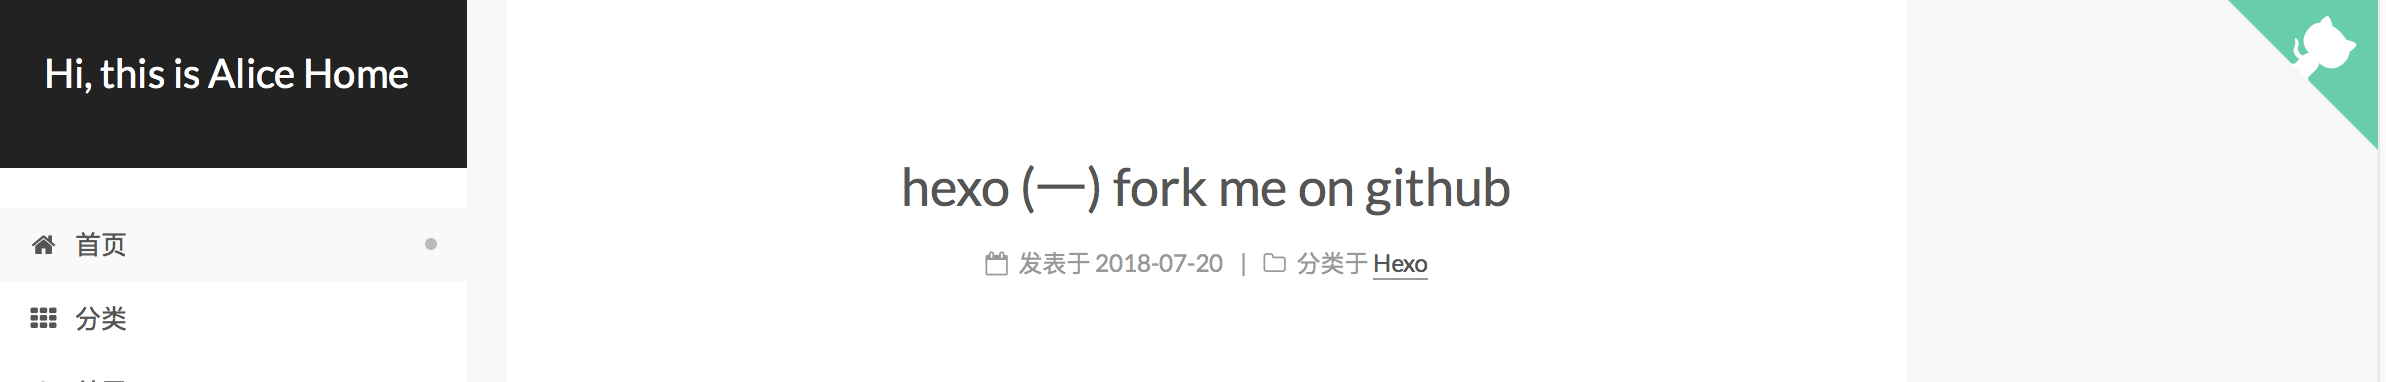 Hi, this is Alice Home
首页
分类
hexo (一) fork me on github
发表于 2018-07-20 | 分类于 Hexo